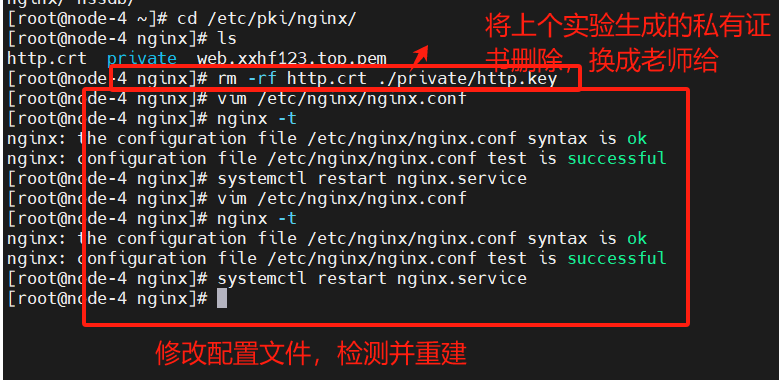 nginx/ nssdb/
[root@node-4 ~]# cd /etc/pki/nginx/
[root@node-4 nginx]# ls
http.crt private web.xxhf123.top.pem
[root@node-4 nginx]# rm -rf http.crt ./private/http.key
将上个实验生成的私有证
书删除，换成老师给
[root@node-4 nginx]# vim /etc/nginx/nginx.conf
[root@node-4 nginx]# nginx -t
nginx: the configuration file /etc/nginx/nginx.conf syntax is ok
nginx: configuration file /etc/nginx/nginx.conf test is successful
[root@node-4 nginx]# systemctl restart nginx.service
[root@node-4 nginx]# vim /etc/nginx/nginx.conf
[root@node-4 nginx]# nginx -t
nginx: the configuration file /etc/nginx/nginx.conf syntax is ok
nginx: configuration file /etc/nginx/nginx.conf test is successful
[root@node-4 nginx]# systemctl restart nginx.service
[root@node-4 nginx]#
修改配置文件，检测并重建